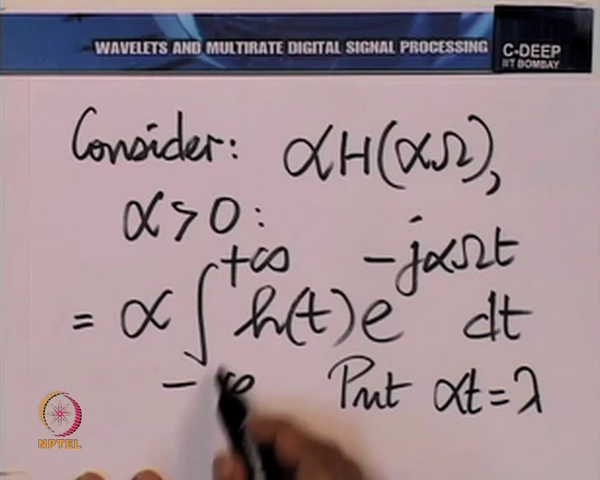 WAVELETS AND MULTIRATE DIGITAL SIGNAL PROCESSING
C-DEEP
IIT BOMBAY
Consider: αH(αΩ),
α>0:
= α ∫_{-∞}^{+∞} h(t) e^{-jαΩt} dt
Put αt=λ
NPTEL